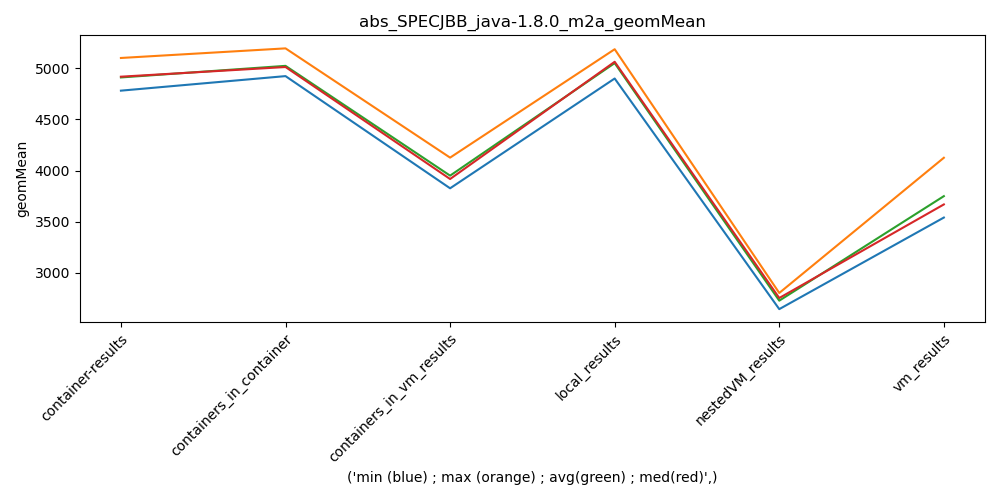 abs_SPECJBB_java-1.8.0_m2a_geomMean
geomMean
5000
4500
4000
3500
3000
container-results
containers_in_container
containers_in_vm_results
local_results
nestedVM_results
vm_results
('min (blue) ; max (orange) ; avg(green) ; med(red)',)